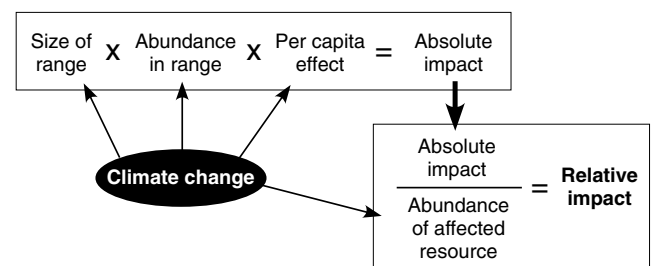 Size of range X Abundance in range X Per capita effect = Absolute impact
Climate change
Absolute impact
Abundance of affected resource
= Relative impact